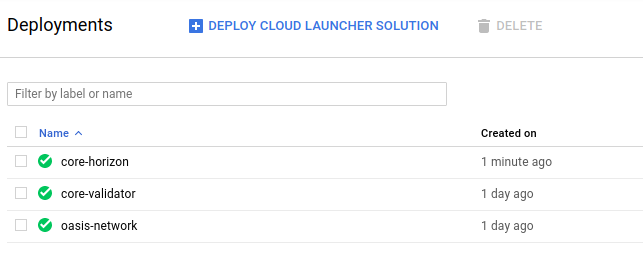 Deployments
DEPLOY CLOUD LAUNCHER SOLUTION
DELETE
Filter by label or name
Name
Created on
core-horizon
1 minute ago
core-validator
1 day ago
oasis-network
1 day ago